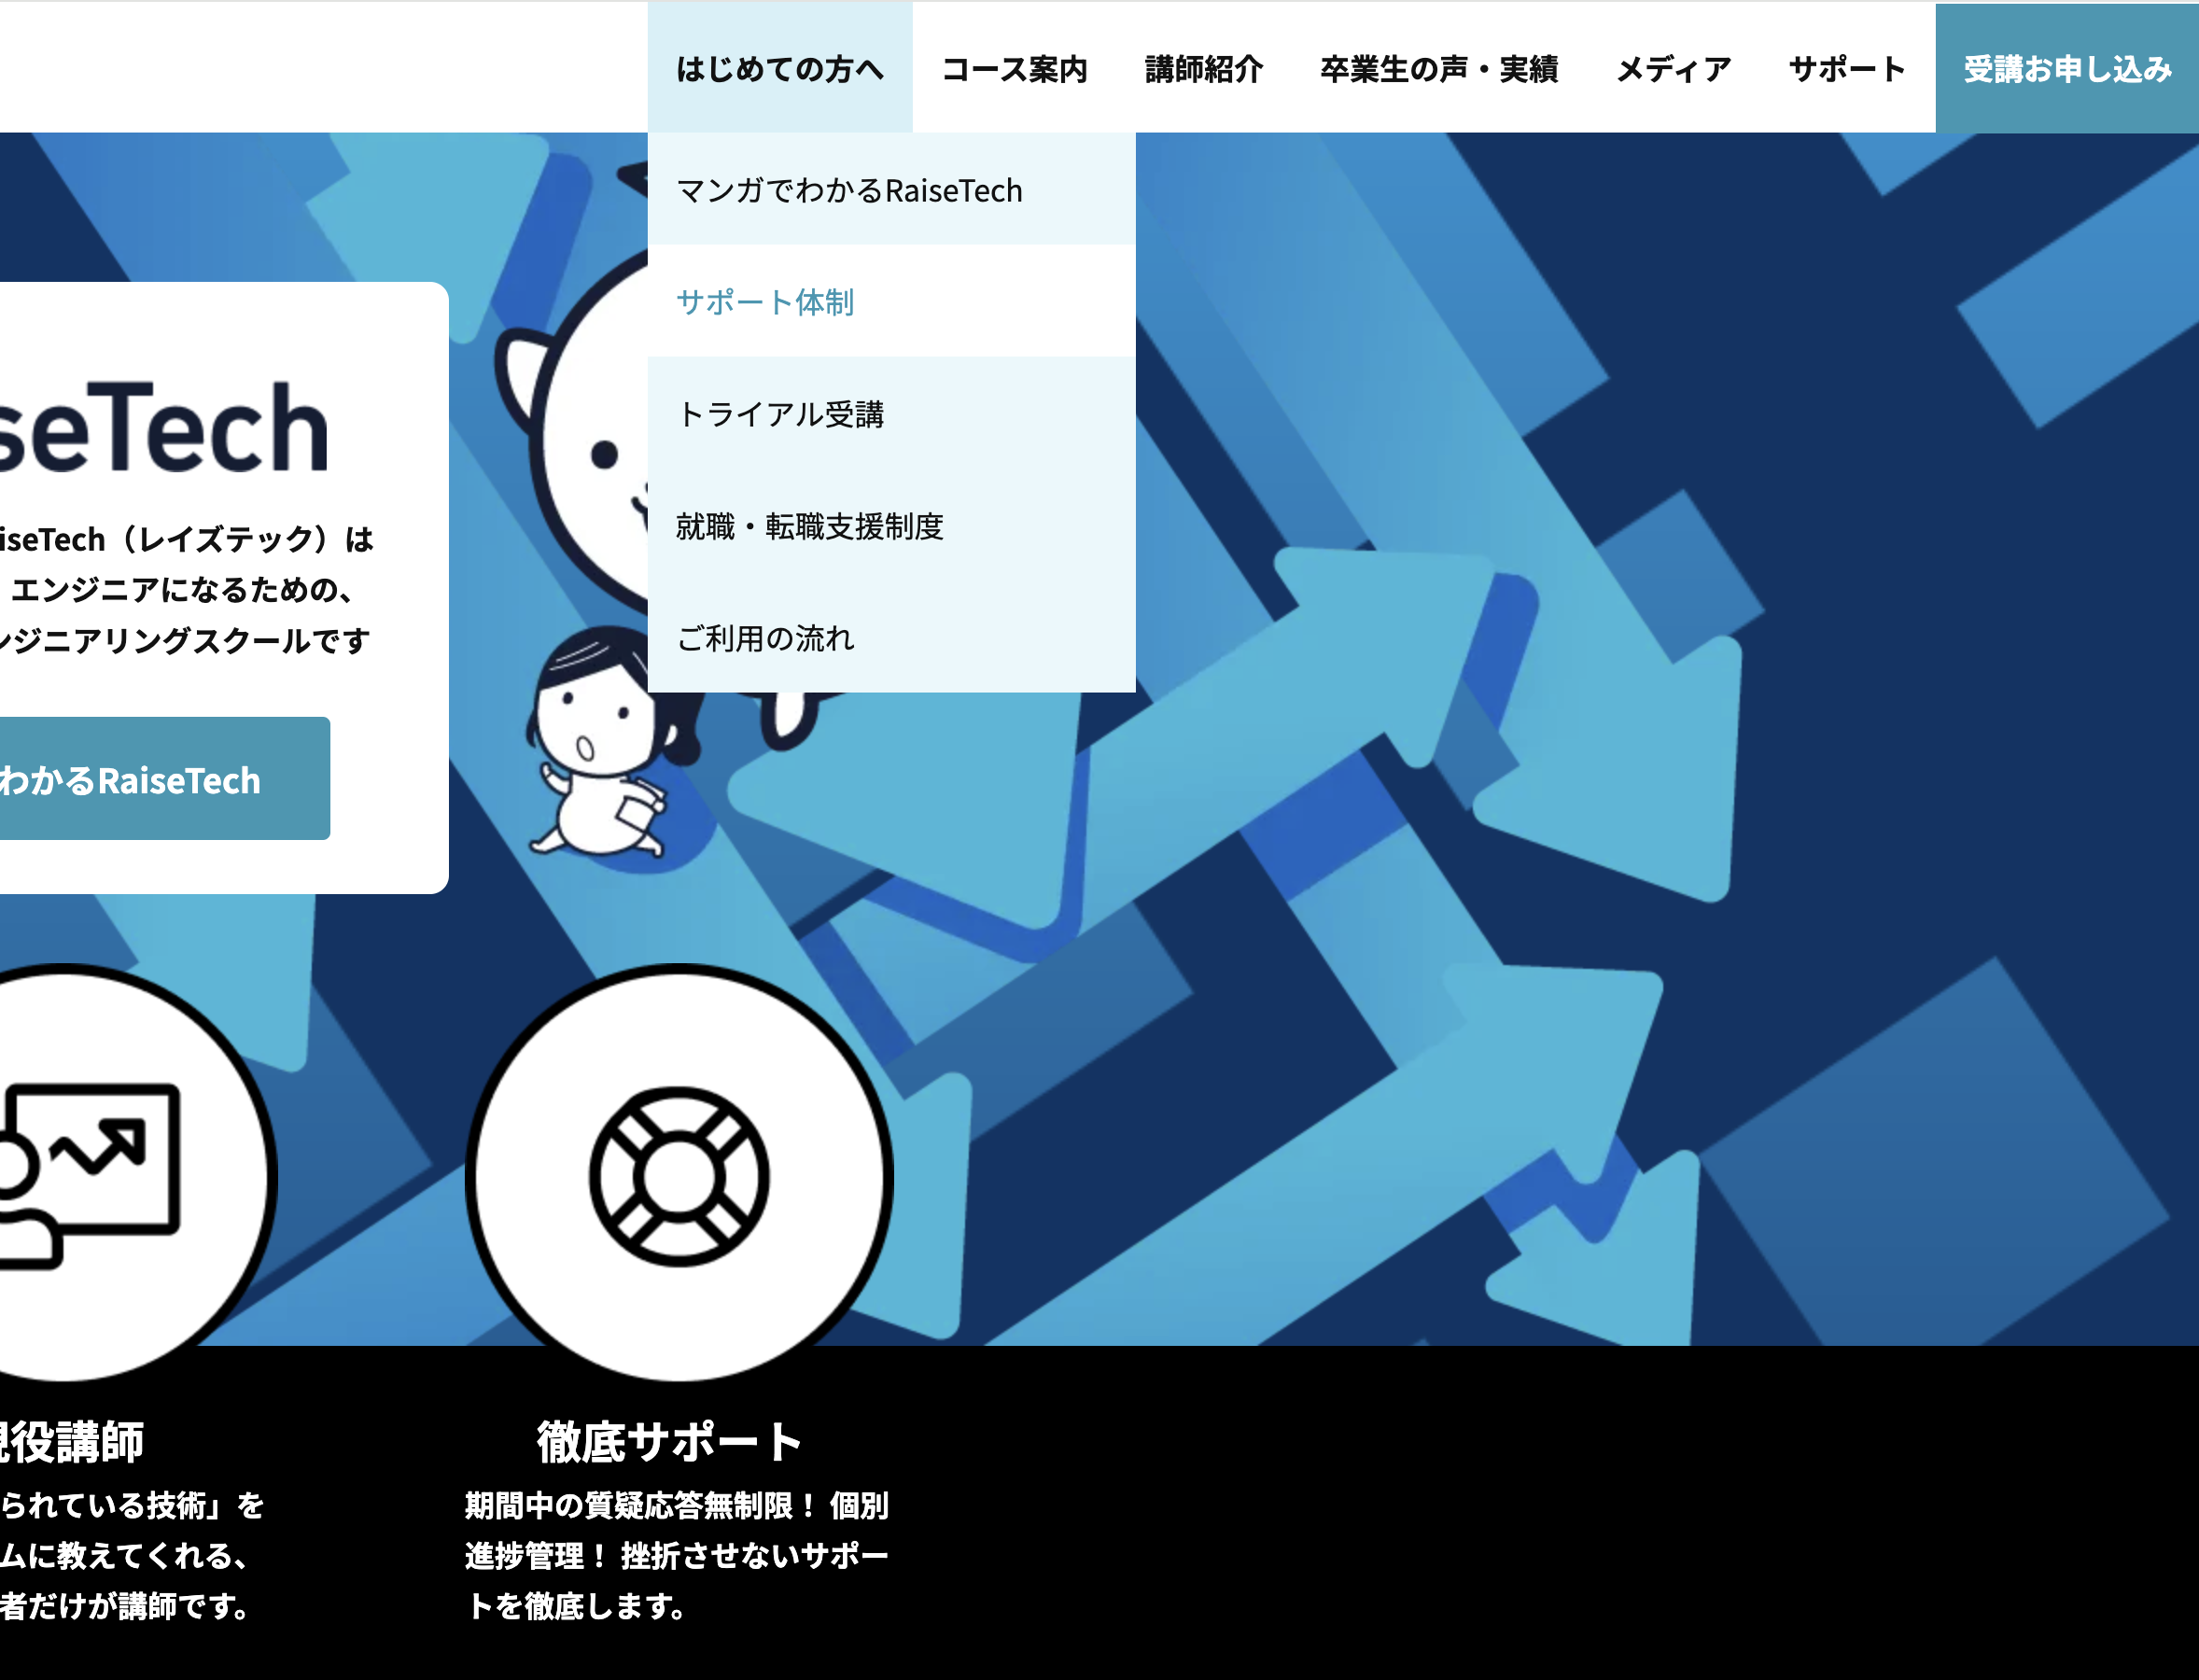 はじめての方へ
コース案内
講師紹介
卒業生の声・実績
メディア
サポート
受講お申し込み
マンガでわかるRaiseTech
サポート体制
トライアル受講
就職・転職支援制度
ご利用の流れ
seTech
iseTech（レイズテック）は
エンジニアになるための、
ンジニアリングスクールです
わかるRaiseTech
現役講師
られている技術」を
ムに教えてくれる、
者だけが講師です。
徹底サポート
期間中の質疑応答無制限！ 個別
進捗管理！ 挫折させないサポー
トを徹底します。